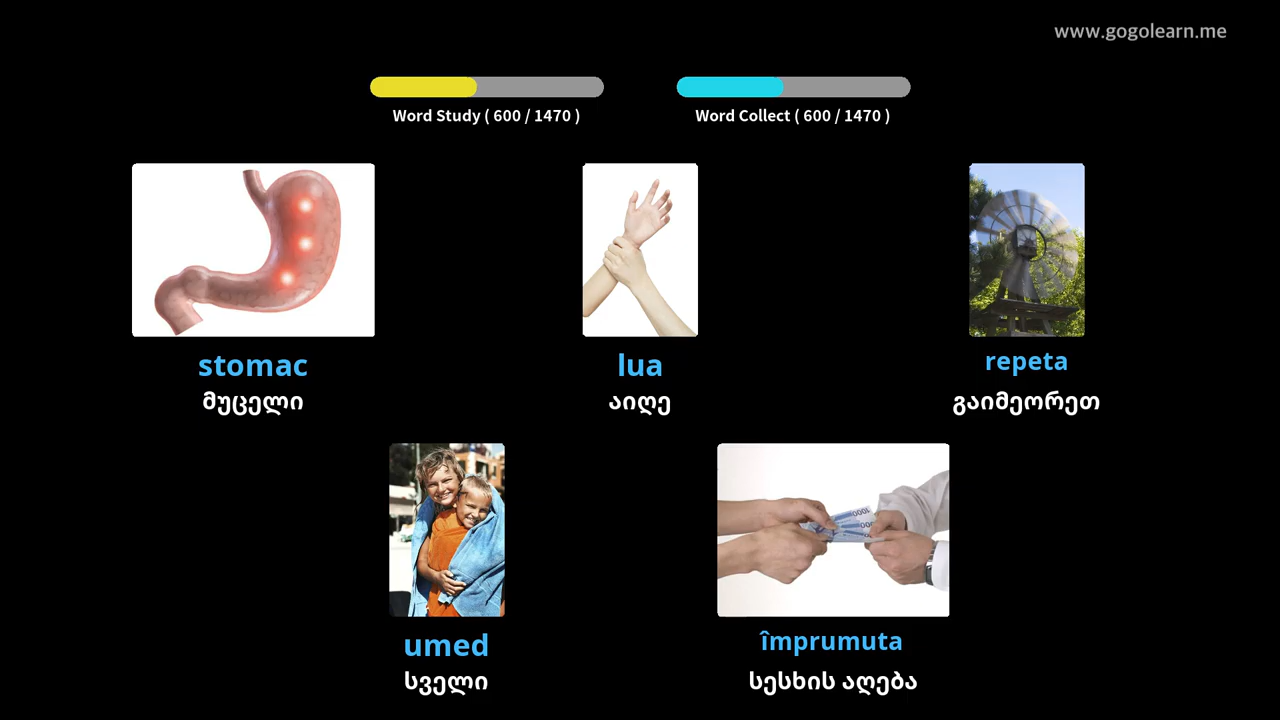 www.gogolearn.me
Word Study ( 600 / 1470 )
Word Collect ( 600 / 1470 )
stomac
მუცელი
lua
აიღე
repeta
გაიმეორეთ
umed
სველი
împrumuta
სესხის აღება